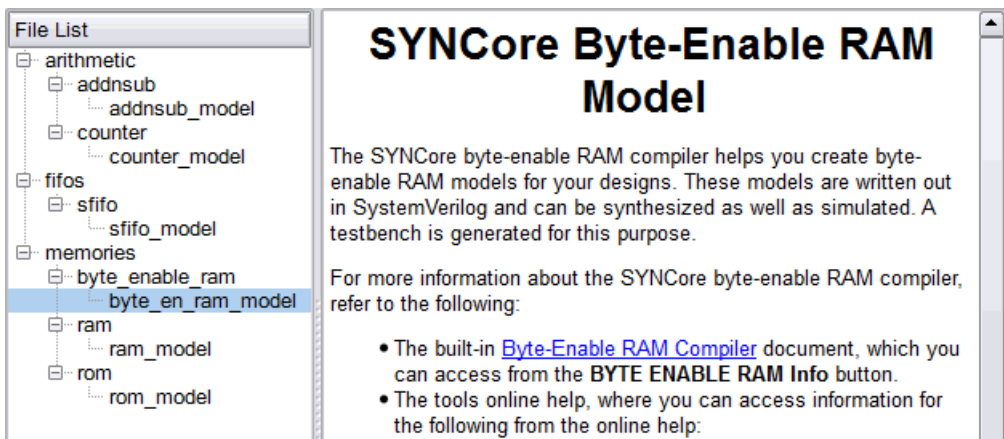 File List
arithmetic
addnsub
addnsub_model
counter
counter_model
fifos
sfifo
sfifo_model
memories
byte_enable_ram
byte_en_ram_model
ram
ram_model
rom
rom_model
SYNCore Byte-Enable RAM
Model
The SYNCore byte-enable RAM compiler helps you create byte-
enable RAM models for your designs. These models are written out
in SystemVerilog and can be synthesized as well as simulated. A
testbench is generated for this purpose.
For more information about the SYNCore byte-enable RAM compiler,
refer to the following:
• The built-in Byte-Enable RAM Compiler document, which you
can access from the BYTE ENABLE RAM Info button.
• The tools online help, where you can access information for
the following from the online help: